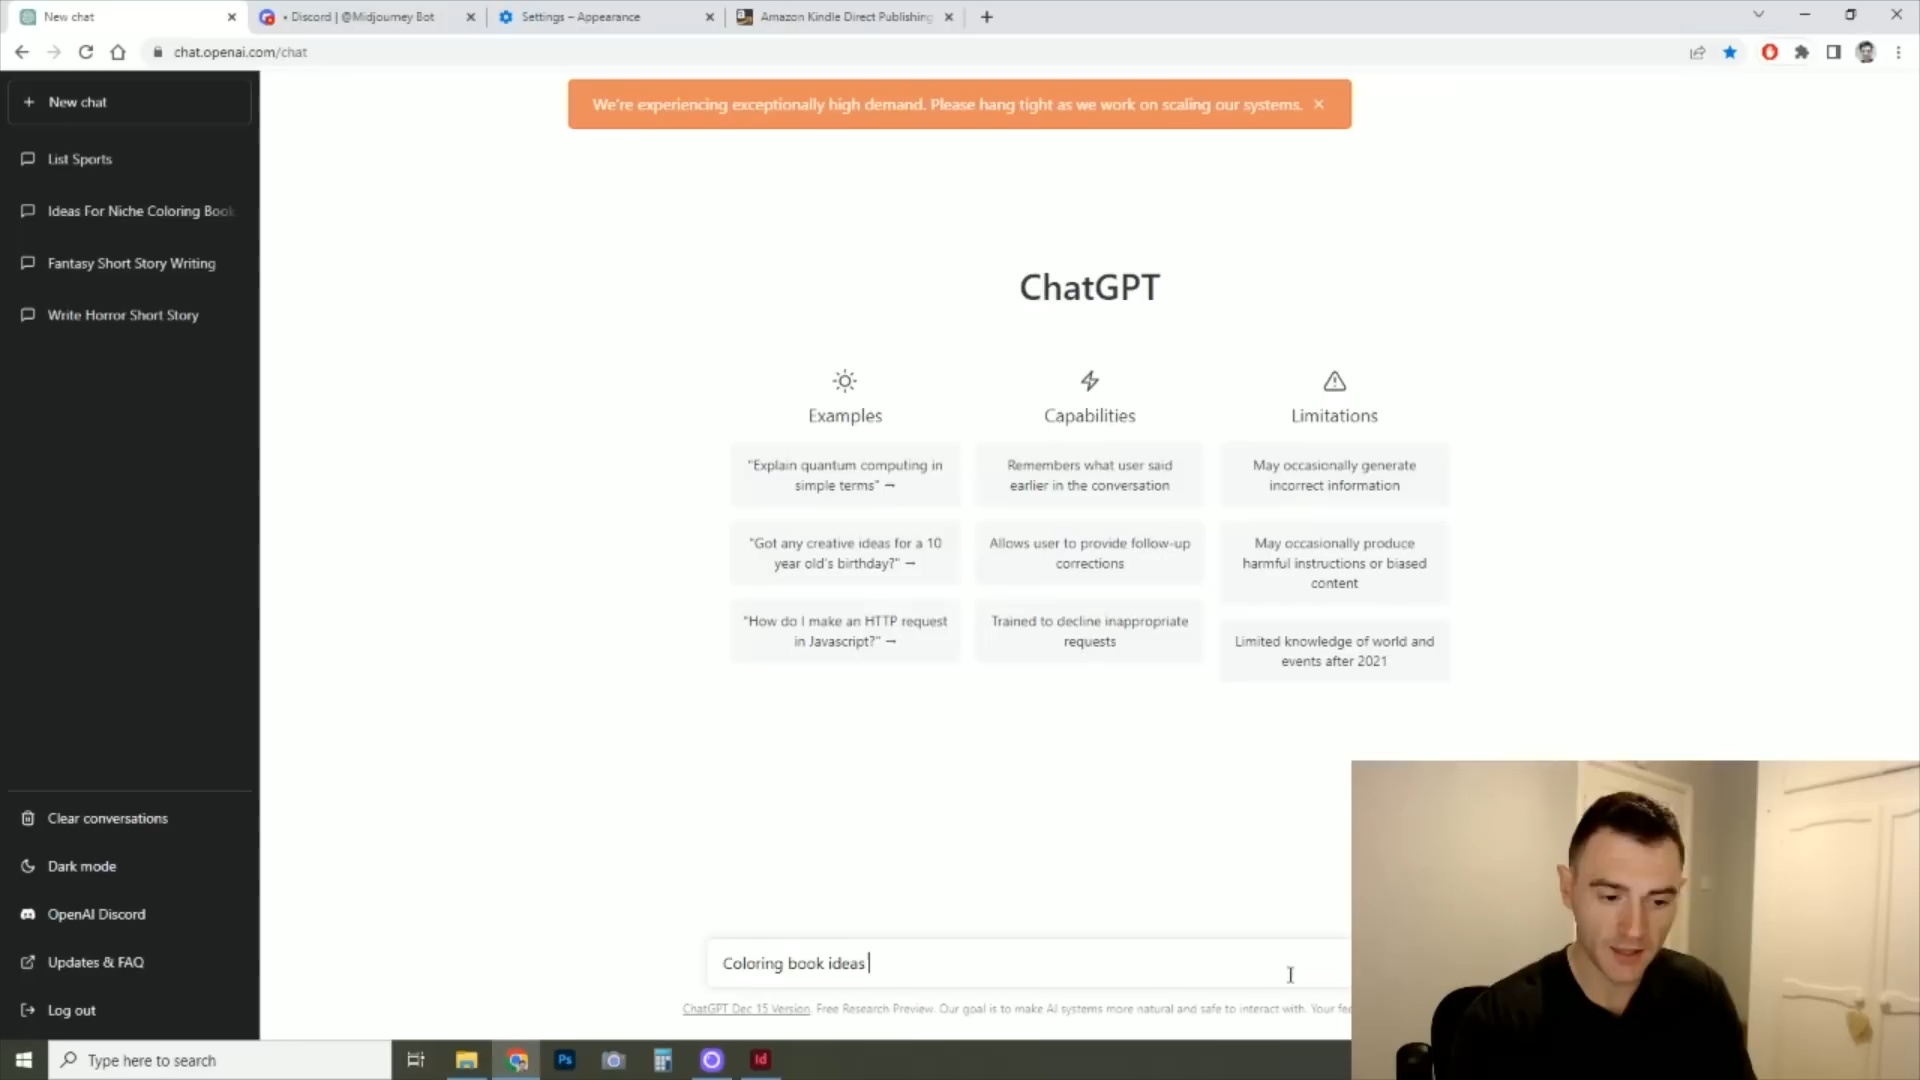 New chat
• Discord | @Midjourney Bot
Settings – Appearance
Amazon Kindle Direct Publishing
chat.openai.com/chat
New chat
List Sports
Ideas For Niche Coloring Book
Fantasy Short Story Writing
Write Horror Short Story
Clear conversations
Dark mode
OpenAI Discord
Updates & FAQ
Log out
We're experiencing exceptionally high demand. Please hang tight as we work on scaling our systems.
ChatGPT
Examples
"Explain quantum computing in
simple terms" →
"Got any creative ideas for a 10
year old's birthday?" →
"How do I make an HTTP request
in Javascript?" →
Capabilities
Remembers what user said
earlier in the conversation
Allows user to provide follow-up
corrections
Trained to decline inappropriate
requests
Limitations
May occasionally generate
incorrect information
May occasionally produce
harmful instructions or biased
content
Limited knowledge of world and
events after 2021
Coloring book ideas
ChatGPT Dec 15 Version. Free Research Preview. Our goal is to make AI systems more natural and safe to interact with. Your
Type here to search
Ps
Id